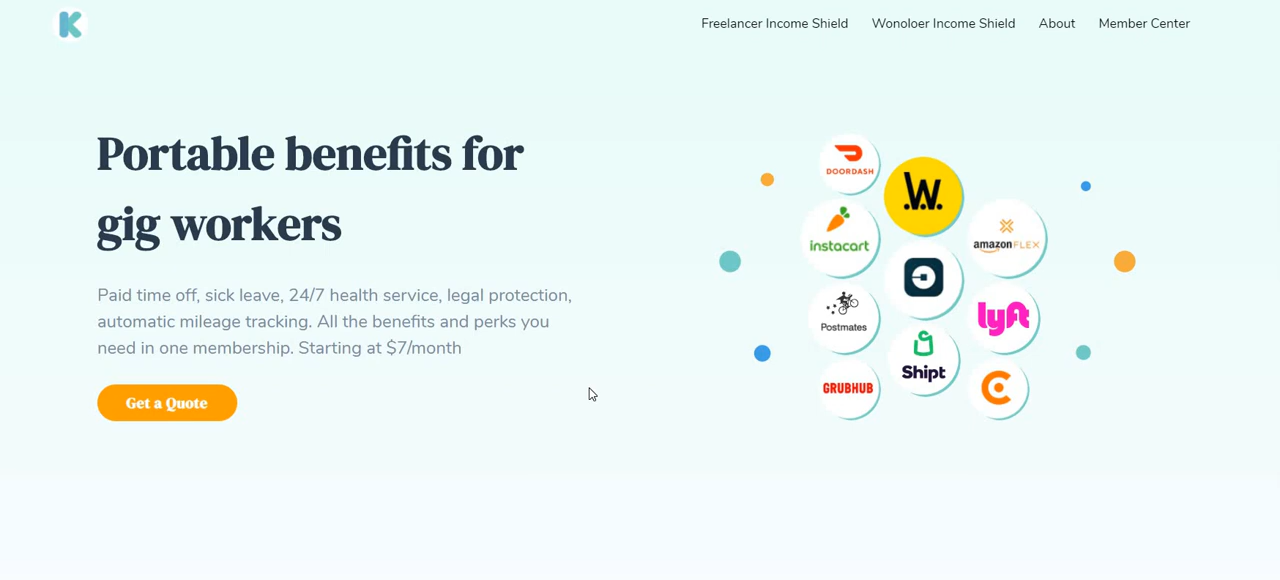 K
Freelancer Income Shield Wonoloer Income Shield About Member Center
Portable benefits for
gig workers
Paid time off, sick leave, 24/7 health service, legal protection,
automatic mileage tracking. All the benefits and perks you
need in one membership. Starting at $7/month
Get a Quote
DOORDASH
.W.
instacart
amazon FLEX
Postmates
lyft
Shipt
GRUBHUB
C